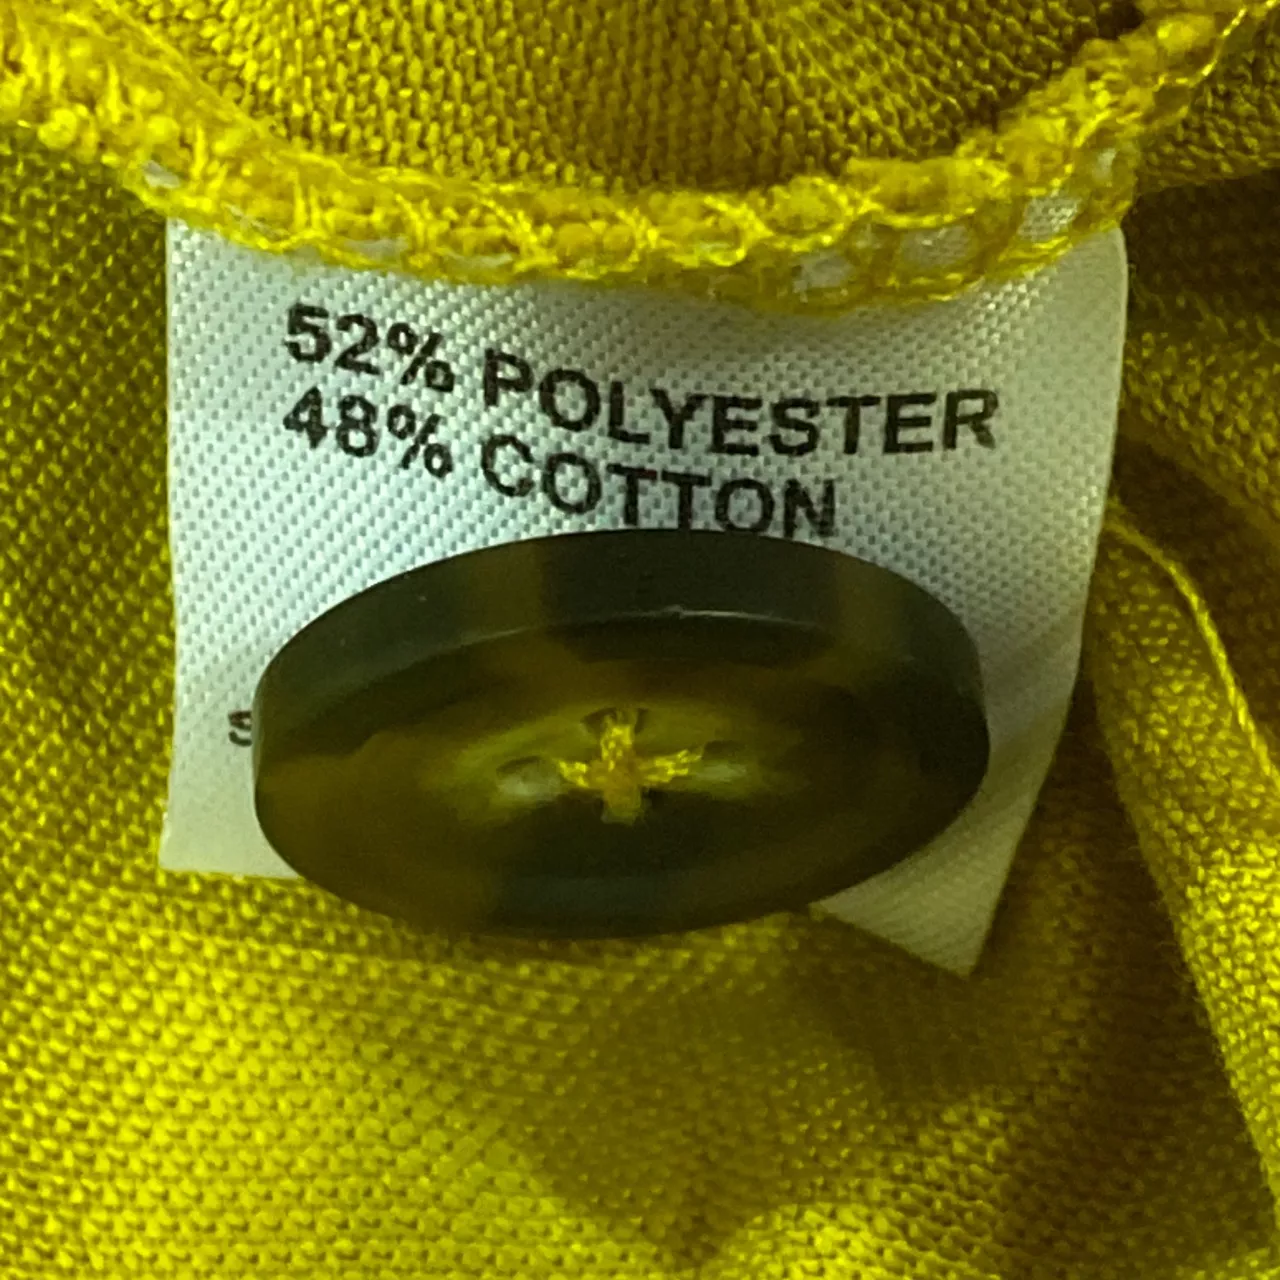 52% POLYESTER
48% COTTON